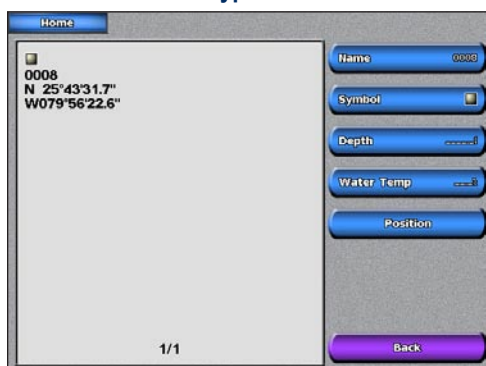 Home
0008
N 25°43'31.7"
W079°56'22.6"
1/1
Name 0008
Symbol
Depth
Water Temp
Position
Back